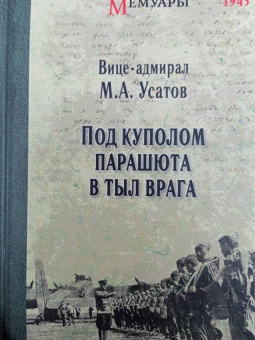 МЕМУАРЫ 1945
Вице-адмирал
М.А. Усатов
ПОД КУПОЛОМ
ПАРАШЮТА
В ТЫЛ ВРАГА